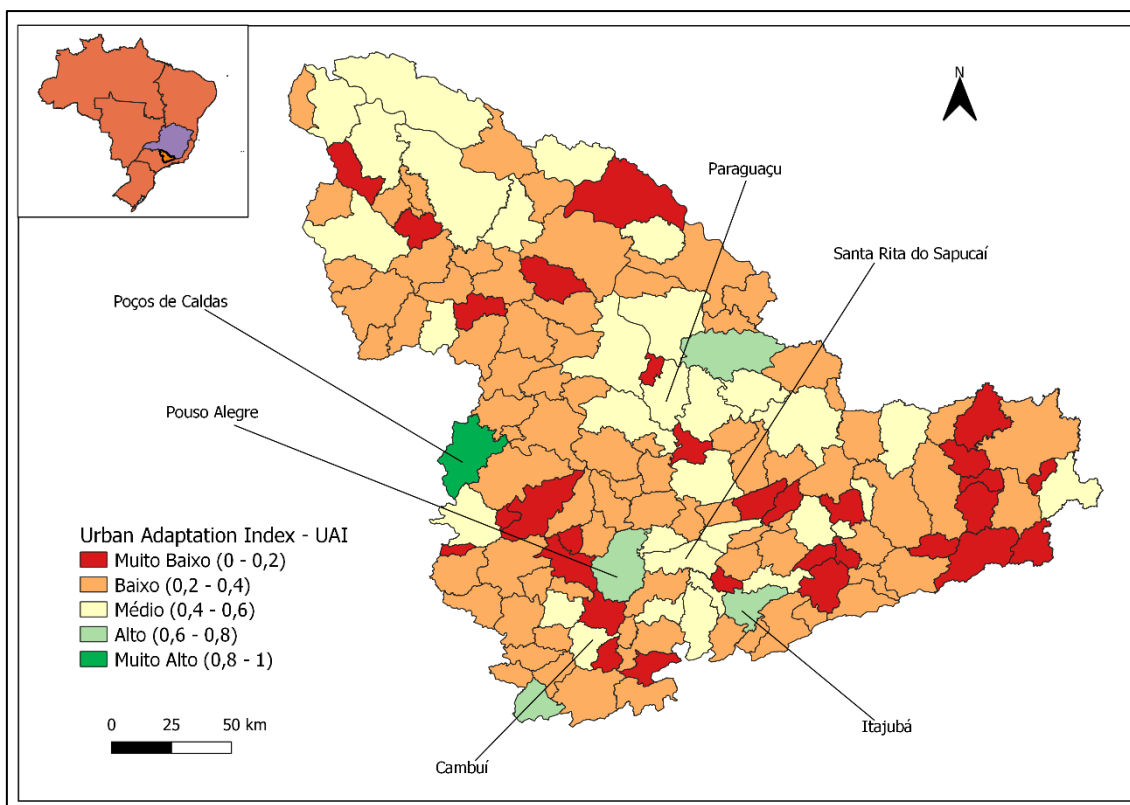 N
Paraguaçu
Santa Rita do Sapucaí
Poços de Caldas
Pouso Alegre
Urban Adaptation Index - UAI
Muito Baixo (0 - 0,2)
Baixo (0,2 - 0,4)
Médio (0,4 - 0,6)
Alto (0,6 - 0,8)
Muito Alto (0,8 - 1)
0 25 50 km
Itajubá
Cambuí